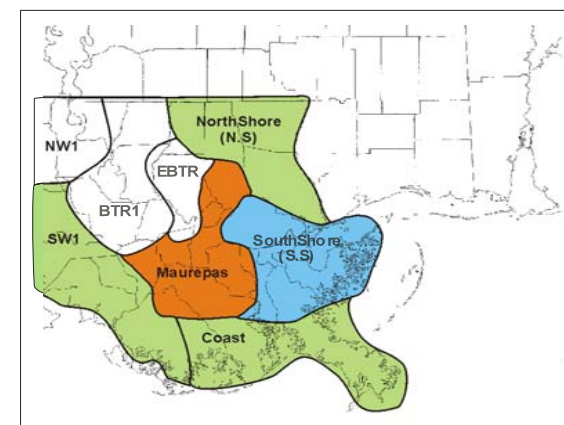 NorthShore
(N.S)
NW1
EBTR
BTR1
SW1
SouthShore
(S.S)
Maurepas
Coast